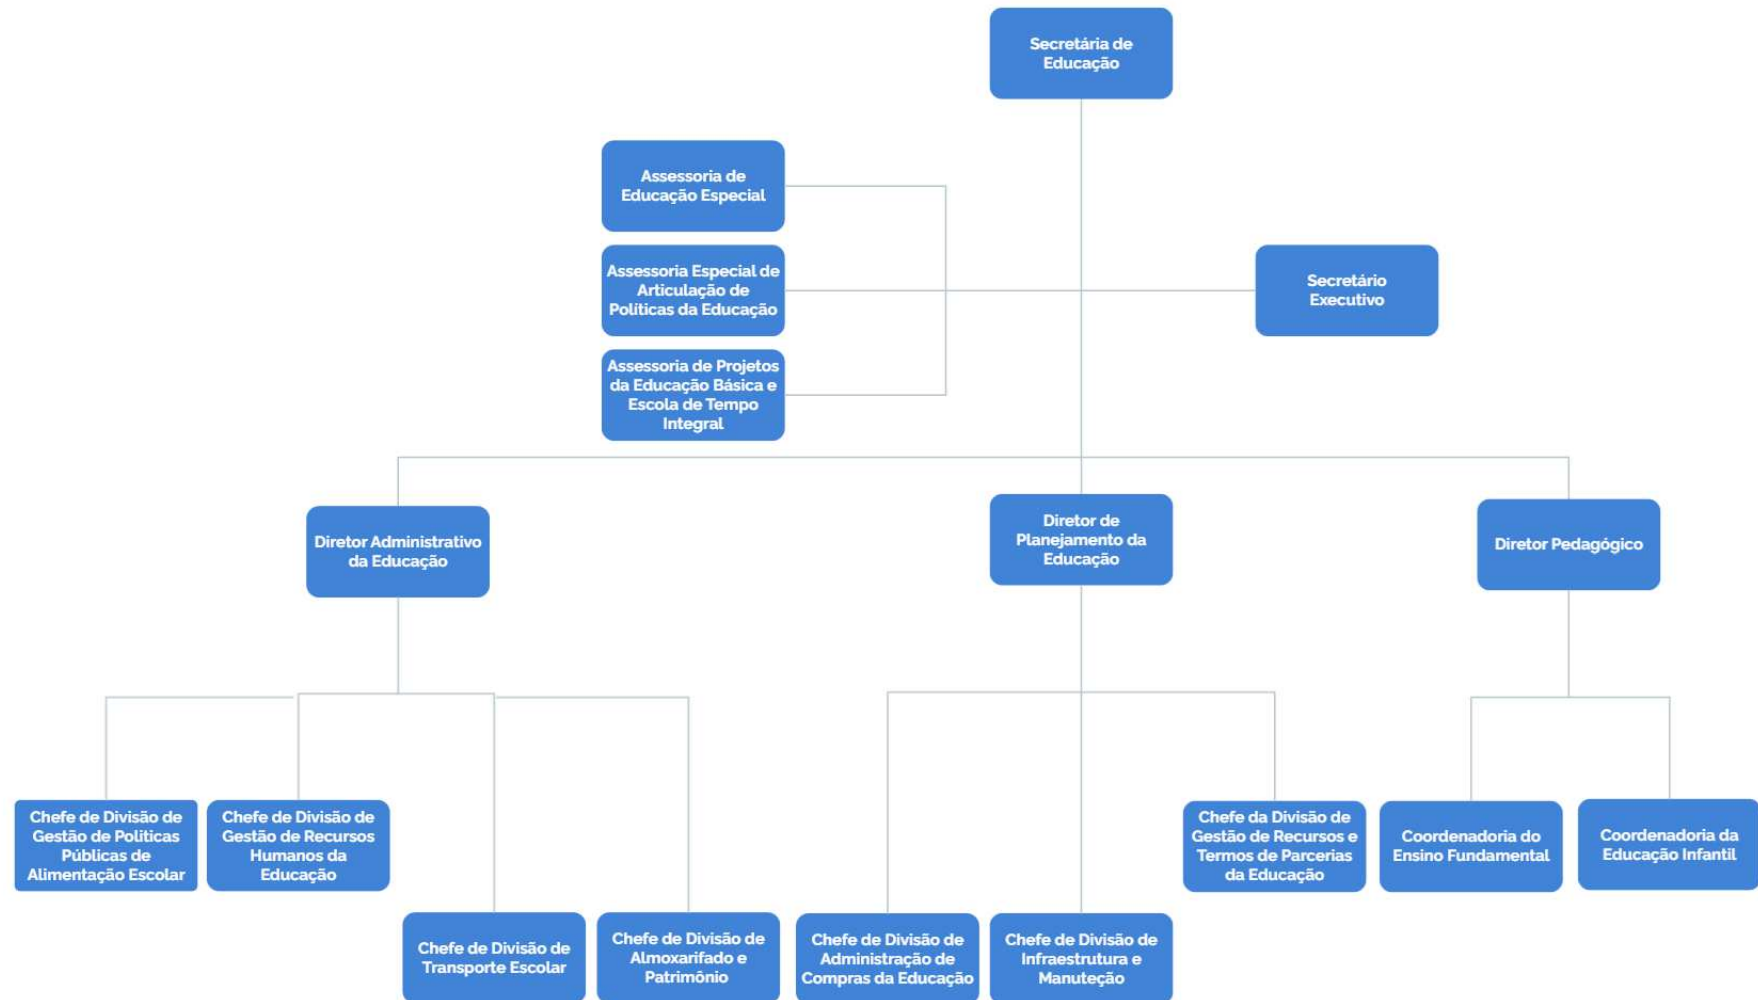 Secretária de
Educação
Assessoria de
Educação Especial
Assessoria Especial de
Articulação de
Políticas da Educação
Secretário
Executivo
Assessoria de Projetos
da Educação Básica e
Escola de Tempo
Integral
Diretor Administrativo
da Educação
Diretor de
Planejamento da
Educação
Diretor Pedagógico
Chefe de Divisão de
Gestão de Politicas
Públicas de
Alimentação Escolar
Chefe de Divisão de
Gestão de Recursos
Humanos da
Educação
Chefe de Divisão de
Transporte Escolar
Chefe de Divisão de
Almoxarifado e
Patrimônio
Chefe de Divisão de
Administração de
Compras da Educação
Chefe de Divisão de
Infraestrutura e
Manuteção
Chefe da Divisão de
Gestão de Recursos e
Termos de Parcerias
da Educação
Coordenadoria do
Ensino Fundamental
Coordenadoria da
Educação Infantil